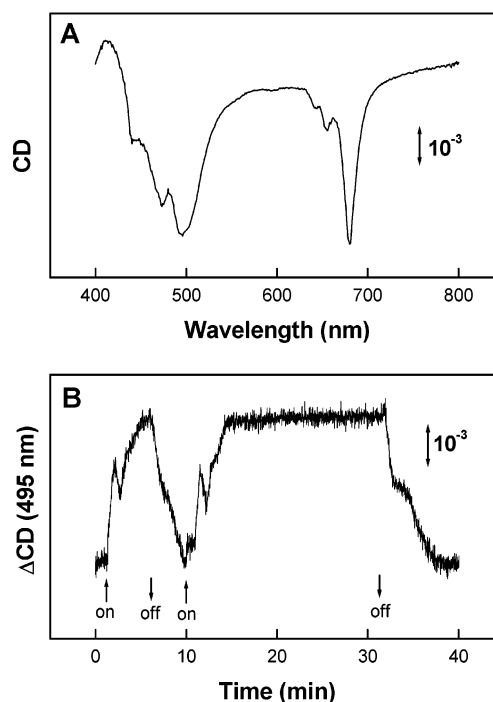 A
CD
10⁻³
400 500 600 700 800
Wavelength (nm)
B
ΔCD (495 nm)
10⁻³
on off on off
0 10 20 30 40
Time (min)